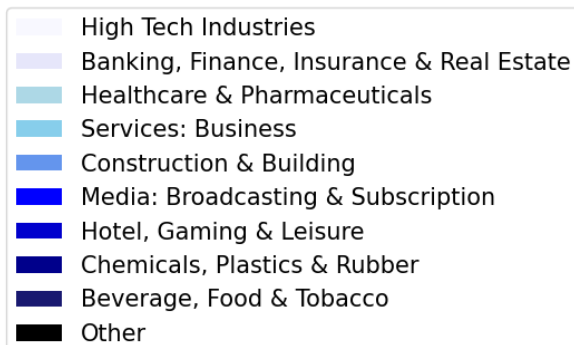 High Tech Industries
Banking, Finance, Insurance & Real Estate
Healthcare & Pharmaceuticals
Services: Business
Construction & Building
Media: Broadcasting & Subscription
Hotel, Gaming & Leisure
Chemicals, Plastics & Rubber
Beverage, Food & Tobacco
Other